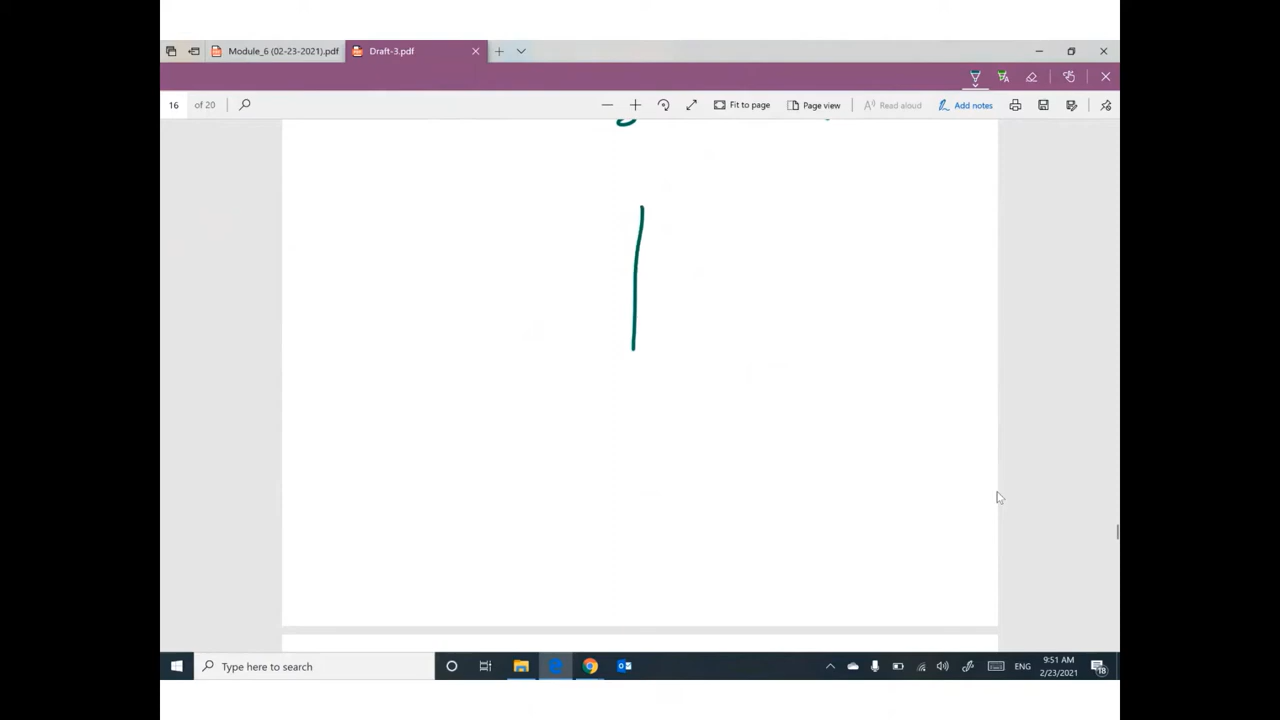 Module_6 (02-23-2021).pdf
Draft-3.pdf
16 of 20
Fit to page
Page view
Read aloud
Add notes
Type here to search
ENG
9:51 AM
2/23/2021
18